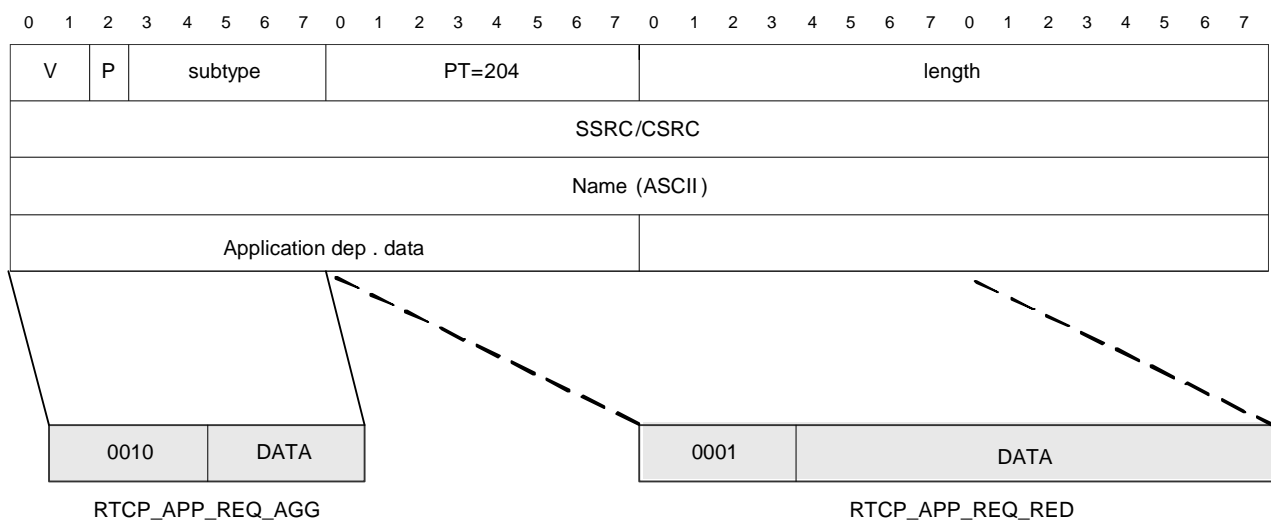 0 1 2 3 4 5 6 7 0 1 2 3 4 5 6 7 0 1 2 3 4 5 6 7 0 1 2 3 4 5 6 7
V P subtype PT=204 length
SSRC/CSRC
Name (ASCII)
Application dep . data
0010 DATA 0001 DATA
RTCP_APP_REQ_AGG RTCP_APP_REQ_RED